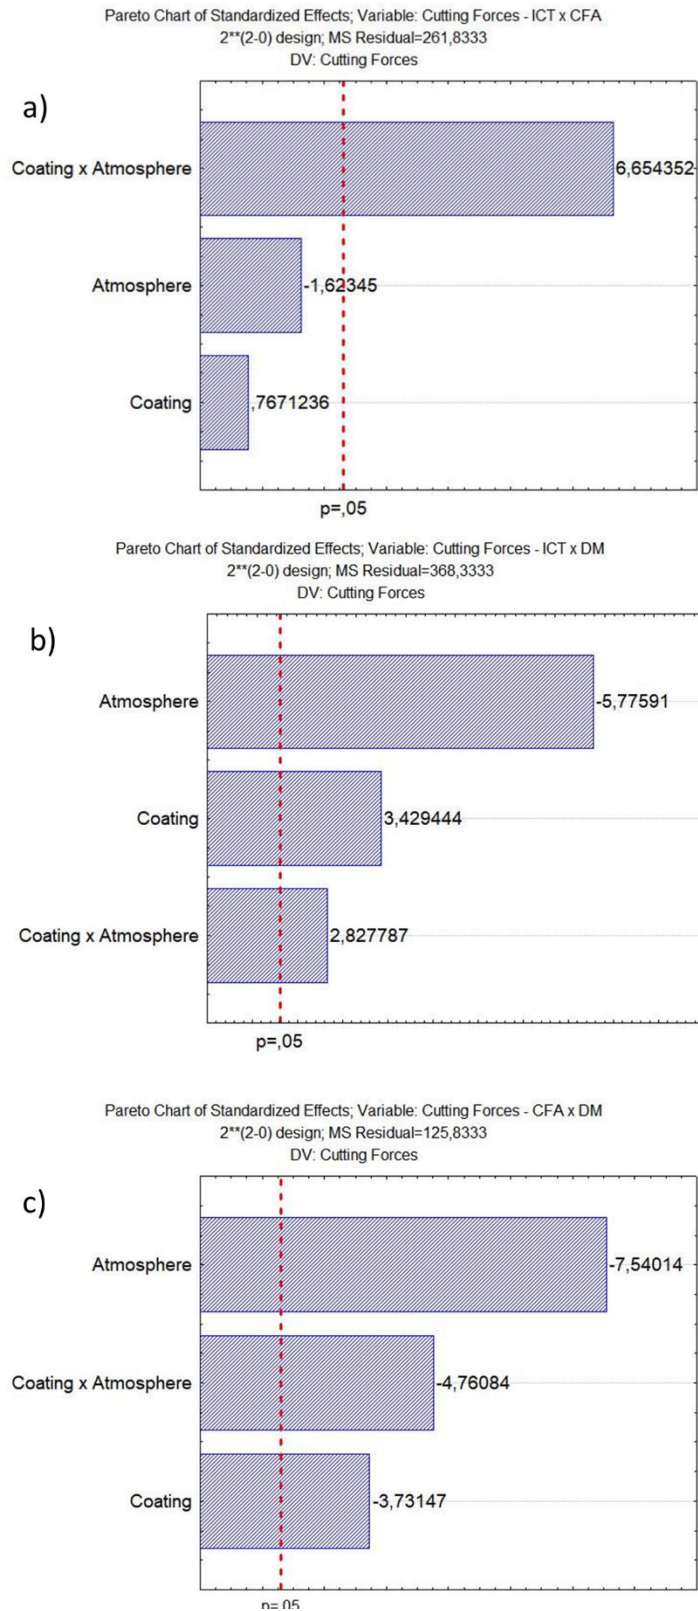 Pareto Chart of Standardized Effects; Variable: Cutting Forces - ICT x CFA
2**(2-0) design; MS Residual=261,8333
DV: Cutting Forces
a)
Coating x Atmosphere
6,654352
Atmosphere
-1,62345
Coating
,7671236
p=,05
Pareto Chart of Standardized Effects; Variable: Cutting Forces - ICT x DM
2**(2-0) design; MS Residual=368,3333
DV: Cutting Forces
b)
Atmosphere
-5,77591
Coating
3,429444
Coating x Atmosphere
2,827787
p=,05
Pareto Chart of Standardized Effects; Variable: Cutting Forces - CFA x DM
2**(2-0) design; MS Residual=125,8333
DV: Cutting Forces
c)
Atmosphere
-7,54014
Coating x Atmosphere
-4,76084
Coating
-3,73147
p=,05